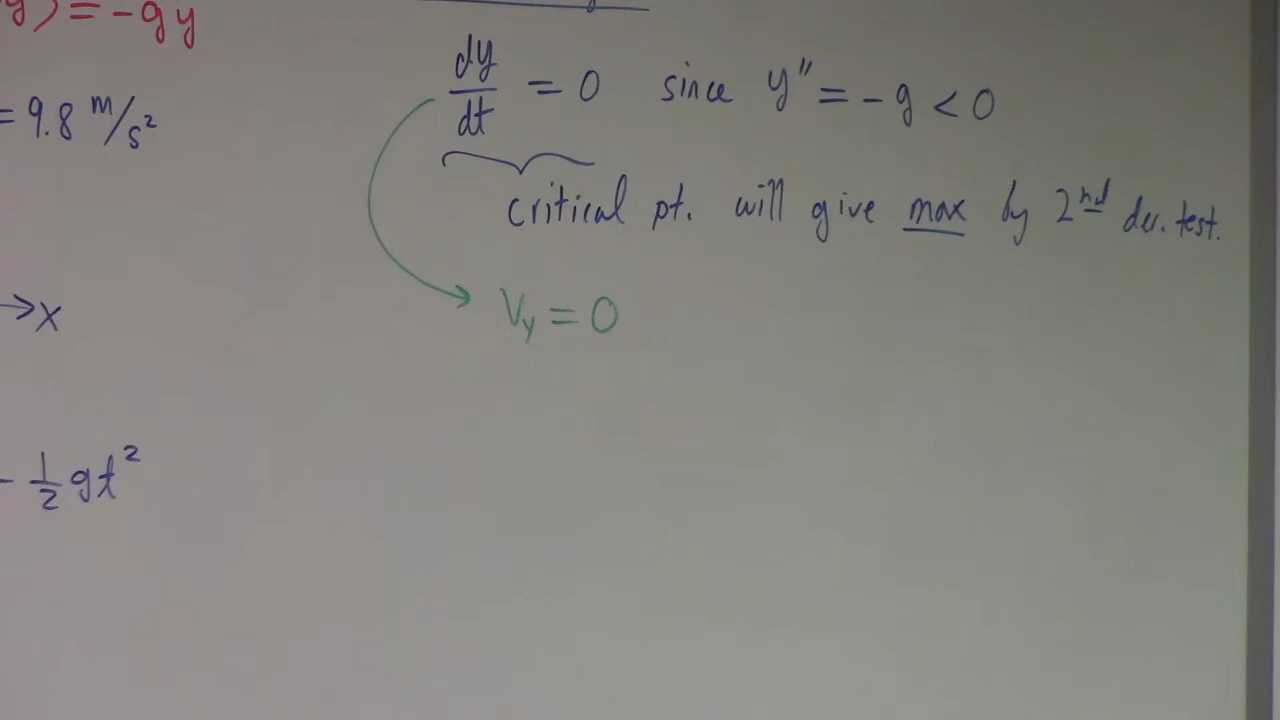 ) = -gy
= 9.8 m/s²
dy/dt = 0 since y'' = -g < 0
critical pt. will give max by 2nd der. test.
→ x
Vy = 0
- 1/2 gt²